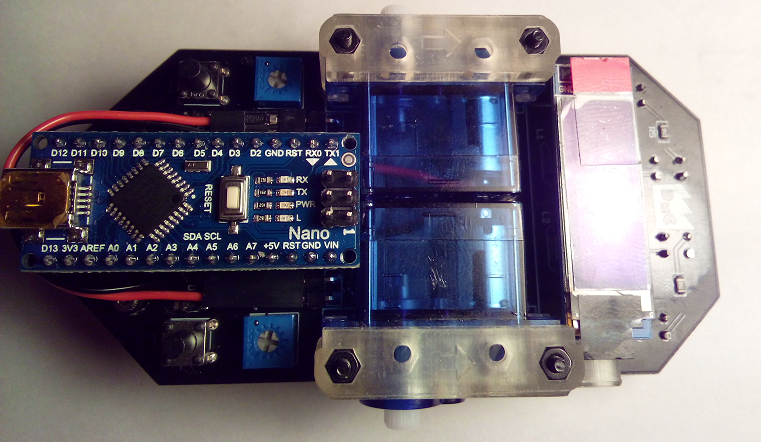 D12 D11 D10 D9 D8 D7 D6 D5 D4 D3 D2 GND RST RX0 TX1
RX
TX
PWR
L
RESET
Nano
SDA SCL
D13 3V3 AREF A0 A1 A2 A3 A4 A5 A6 A7 +5V RST GND VIN